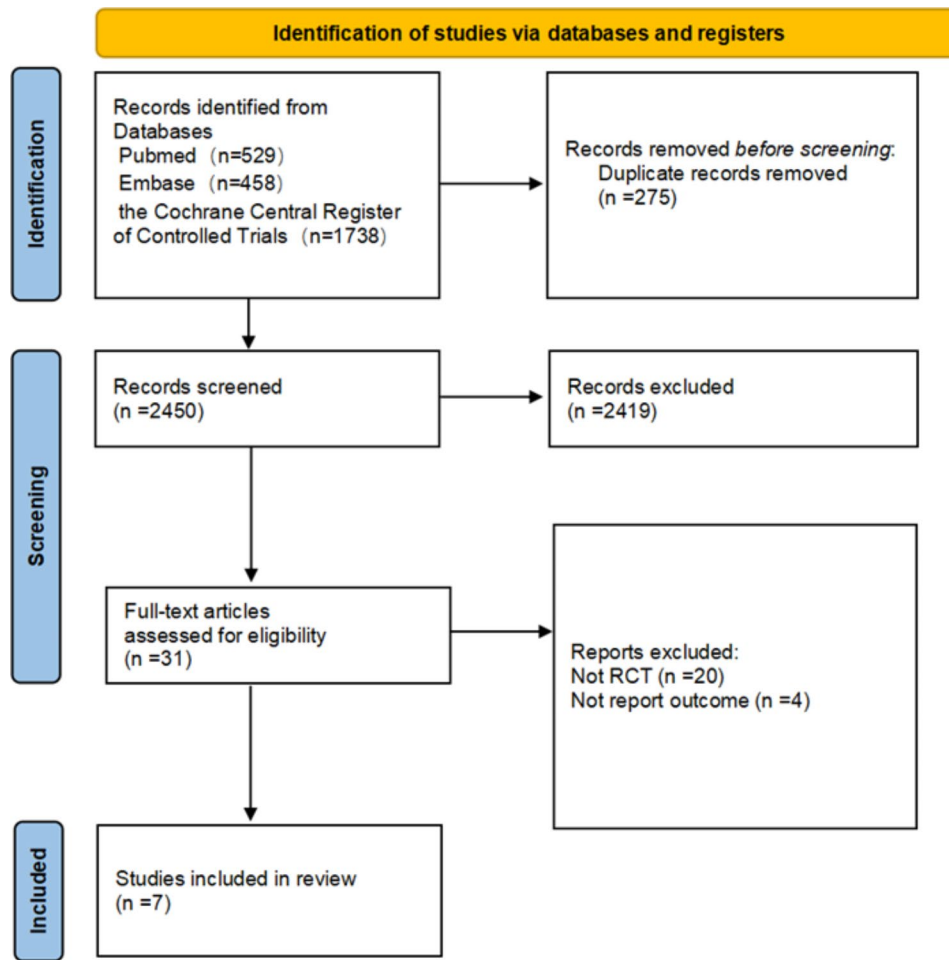 Identification of studies via databases and registers
Identification
Records identified from
Databases
Pubmed（n=529）
Embase（n=458）
the Cochrane Central Register
of Controlled Trials（n=1738）
Records removed before screening:
Duplicate records removed
(n =275)
Screening
Records screened
(n =2450)
Records excluded
(n =2419)
Full-text articles
assessed for eligibility
(n =31)
Reports excluded:
Not RCT (n =20)
Not report outcome (n =4)
Included
Studies included in review
(n =7)